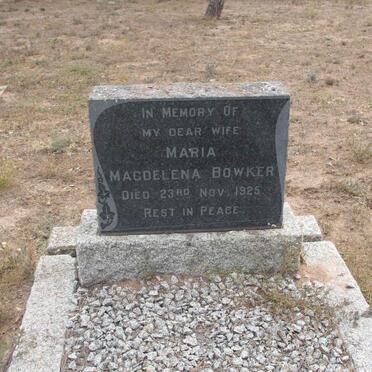 In Memory Of
My Dear Wife
Maria
Magdelena Bowker
Died 23rd Nov. 1925
Rest in Peace